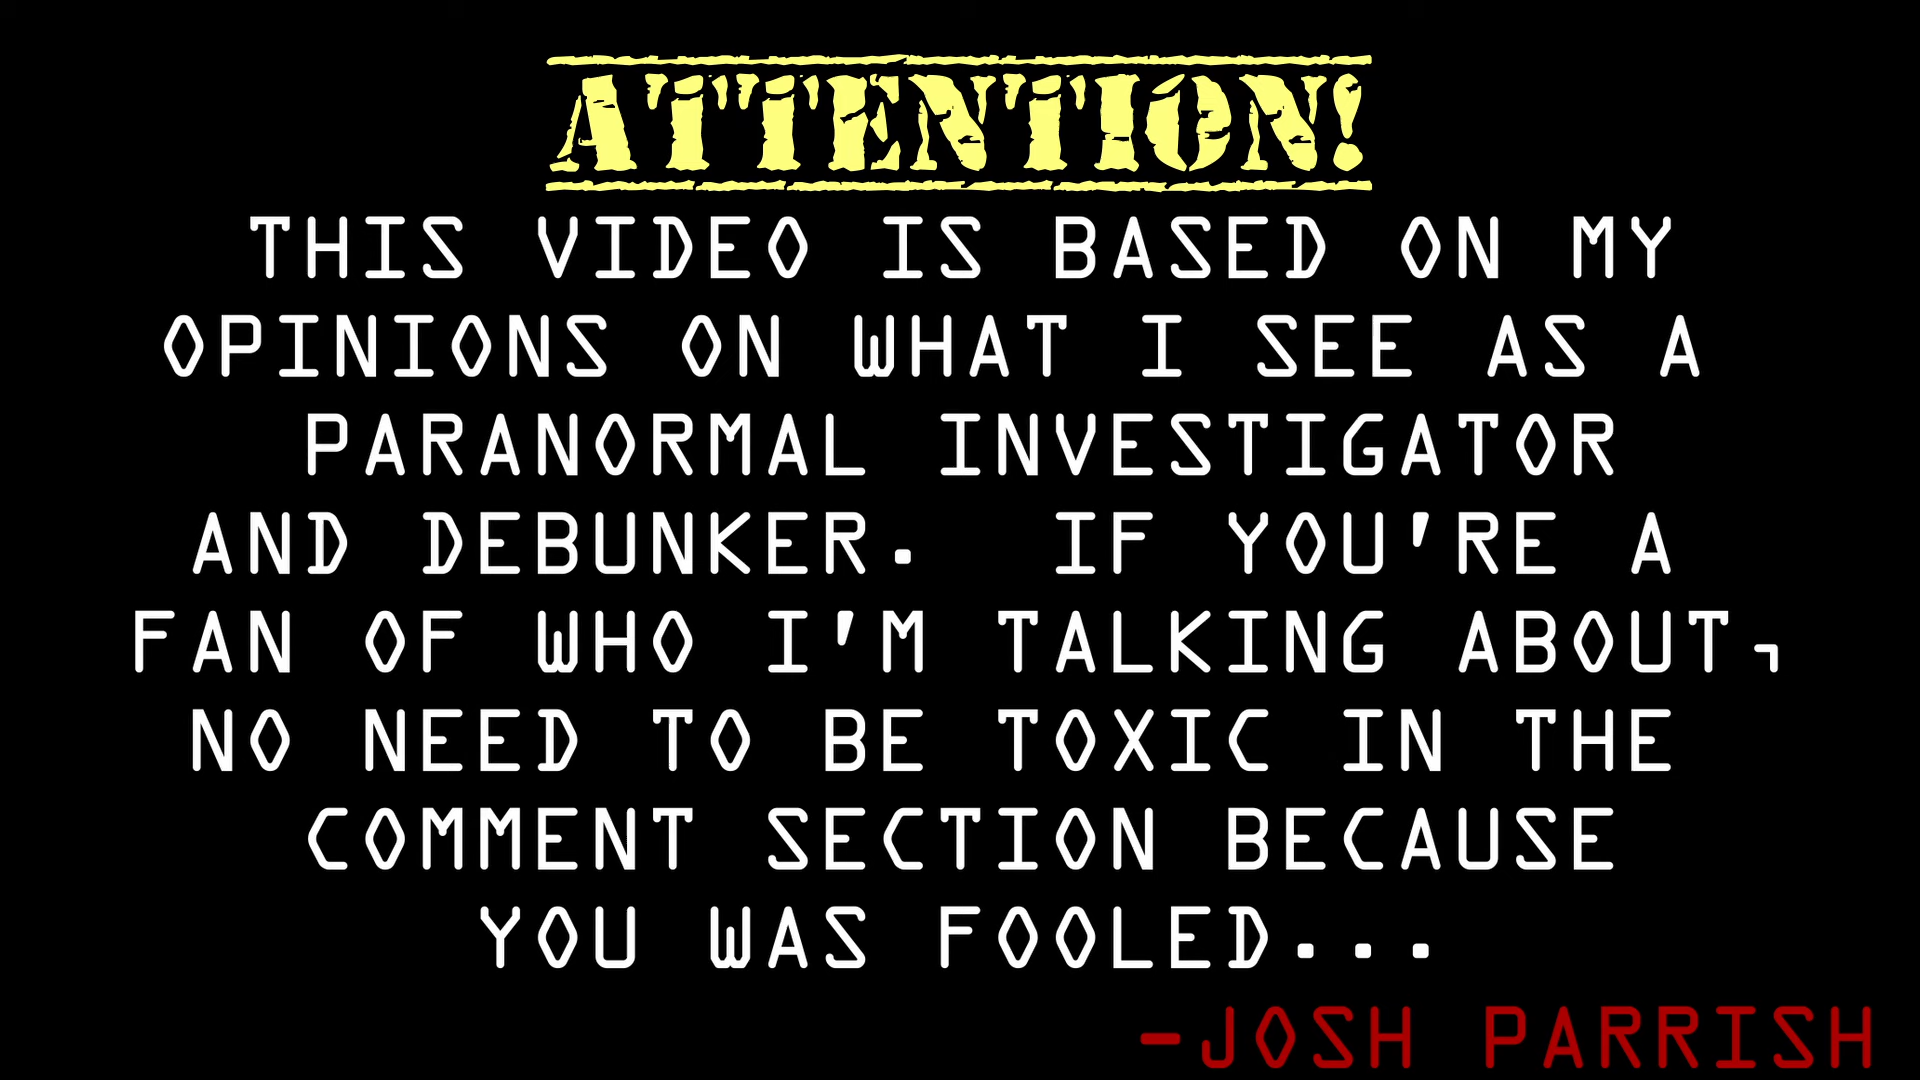 ATTENTION!
THIS VIDEO IS BASED ON MY
OPINIONS ON WHAT I SEE AS A
PARANORMAL INVESTIGATOR
AND DEBUNKER.  IF YOU'RE A
FAN OF WHO I'M TALKING ABOUT,
NO NEED TO BE TOXIC IN THE
COMMENT SECTION BECAUSE
YOU WAS FOOLED...
-JOSH PARRISH